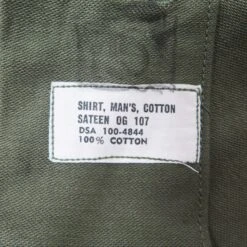 SHIRT, MAN'S, COTTON
SATEEN OG 107
DSA 100-4844
100% COTTON